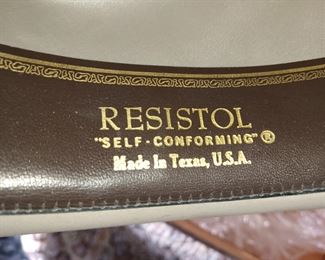 RESISTOL
"SELF-CONFORMING"®
Made in Texas, U.S.A.